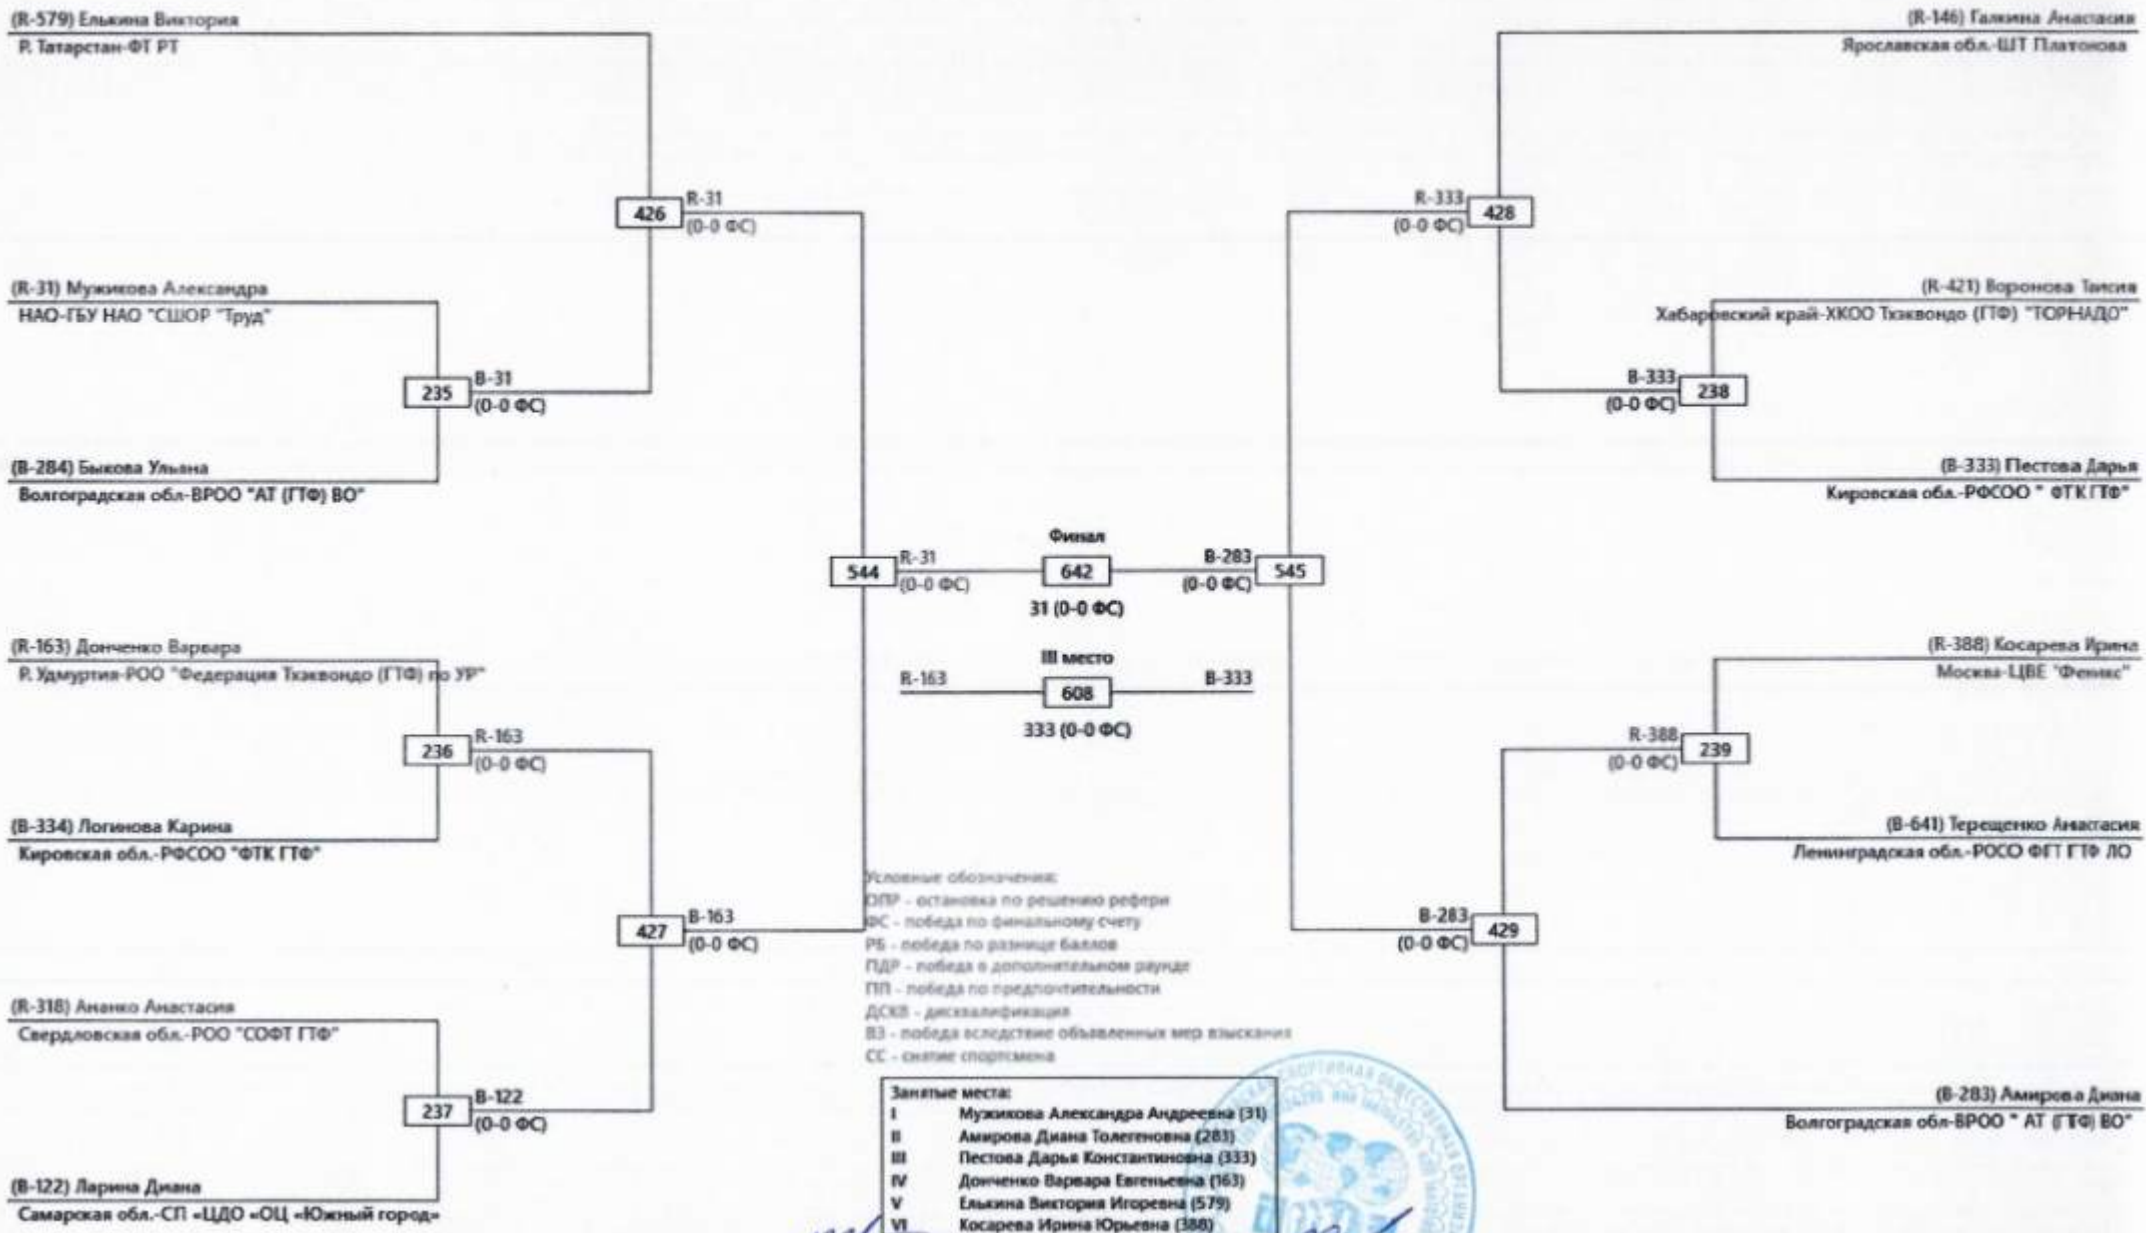 (R-579) Елькина Виктория
Р. Татарстан-ФТ РТ
(R-146) Галкина Анастасия
Ярославская обл.-ШТ Платонова
426
R-31
(0-0 ФС)
R-333
(0-0 ФС)
428
(R-31) Мужикова Александра
НАО-ГБУ НАО "СШОР "Труд"
(R-421) Воронова Таисия
Хабаровский край-ХКОО Тхэквондо (ГТФ) "ТОРНАДО"
235
B-31
(0-0 ФС)
B-333
(0-0 ФС)
238
(B-284) Быкова Ульяна
Волгоградская обл-ВРОО "АТ (ГТФ) ВО"
(B-333) Пестова Дарья
Кировская обл.-РФСОО " ФТК ГТФ"
544
R-31
(0-0 ФС)
Финал
642
31 (0-0 ФС)
B-283
(0-0 ФС)
545
(R-163) Донченко Варвара
Р. Удмуртия-РОО "Федерация Тхэквондо (ГТФ) по УР"
III место
R-163
608
B-333
333 (0-0 ФС)
(R-388) Косарева Ирина
Москва-ЦВЕ "Феникс"
236
R-163
(0-0 ФС)
R-388
(0-0 ФС)
239
(B-334) Логинова Карина
Кировская обл.-РФСОО "ФТК ГТФ"
(B-641) Терещенко Анастасия
Ленинградская обл.-РОСО ФГТ ГТФ ЛО
427
B-163
(0-0 ФС)
B-283
(0-0 ФС)
429
Условные обозначения:
ОПР - остановка по решению рефери
ФС - победа по финальному счету
РБ - победа по разнице баллов
ПДР - победа в дополнительном раунде
ПП - победа по предпочтительности
ДСКВ - дисквалификация
ВЗ - победа вследствие объявленных мер взыскания
СС - снятие спортсмена
(R-318) Ананко Анастасия
Свердловская обл.-РОО "СОФТ ГТФ"
237
B-122
(0-0 ФС)
(B-283) Амирова Диана
Волгоградская обл-ВРОО " АТ (ГТФ) ВО"
(B-122) Ларина Диана
Самарская обл.-СП «ЦДО «ОЦ «Южный город»
Занятые места:
I Мужикова Александра Андреевна (31)
II Амирова Диана Толегеновна (283)
III Пестова Дарья Константиновна (333)
IV Донченко Варвара Евгеньевна (163)
V Елькина Виктория Игоревна (579)
VI Косарева Ирина Юрьевна (388)